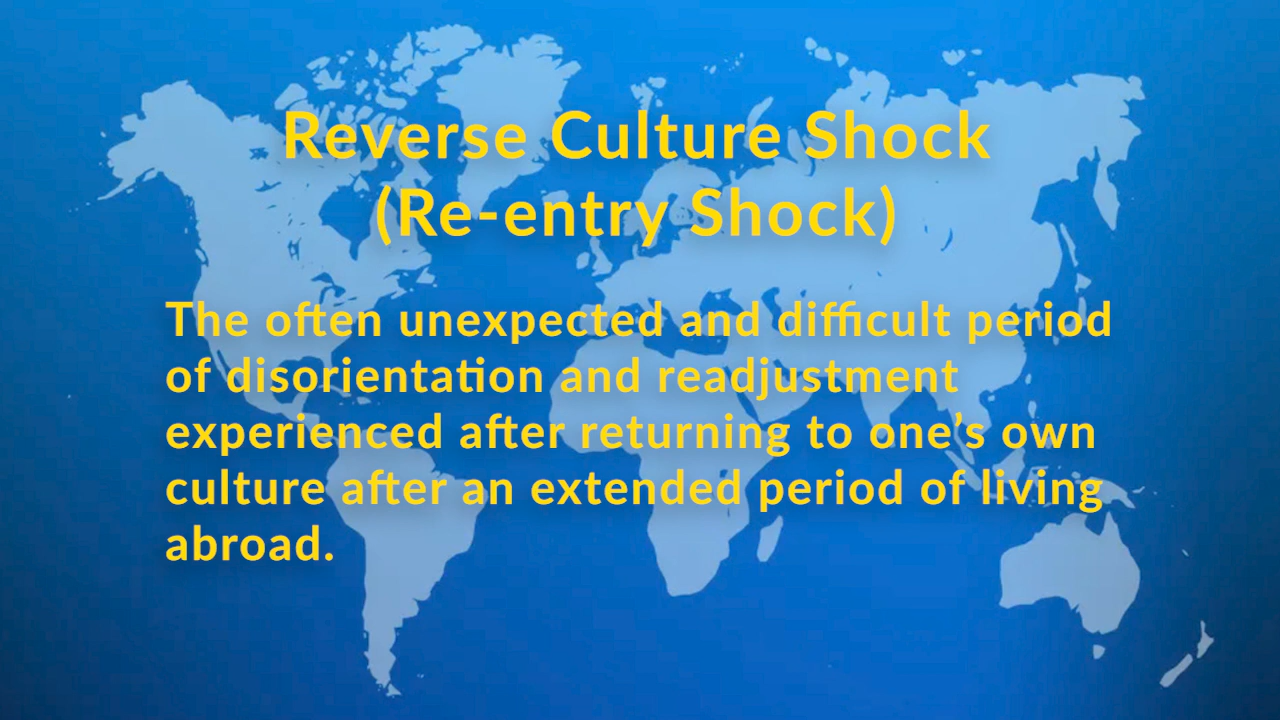 Reverse Culture Shock
(Re-entry Shock)
The often unexpected and difficult period
of disorientation and readjustment
experienced after returning to one’s own
culture after an extended period of living
abroad.